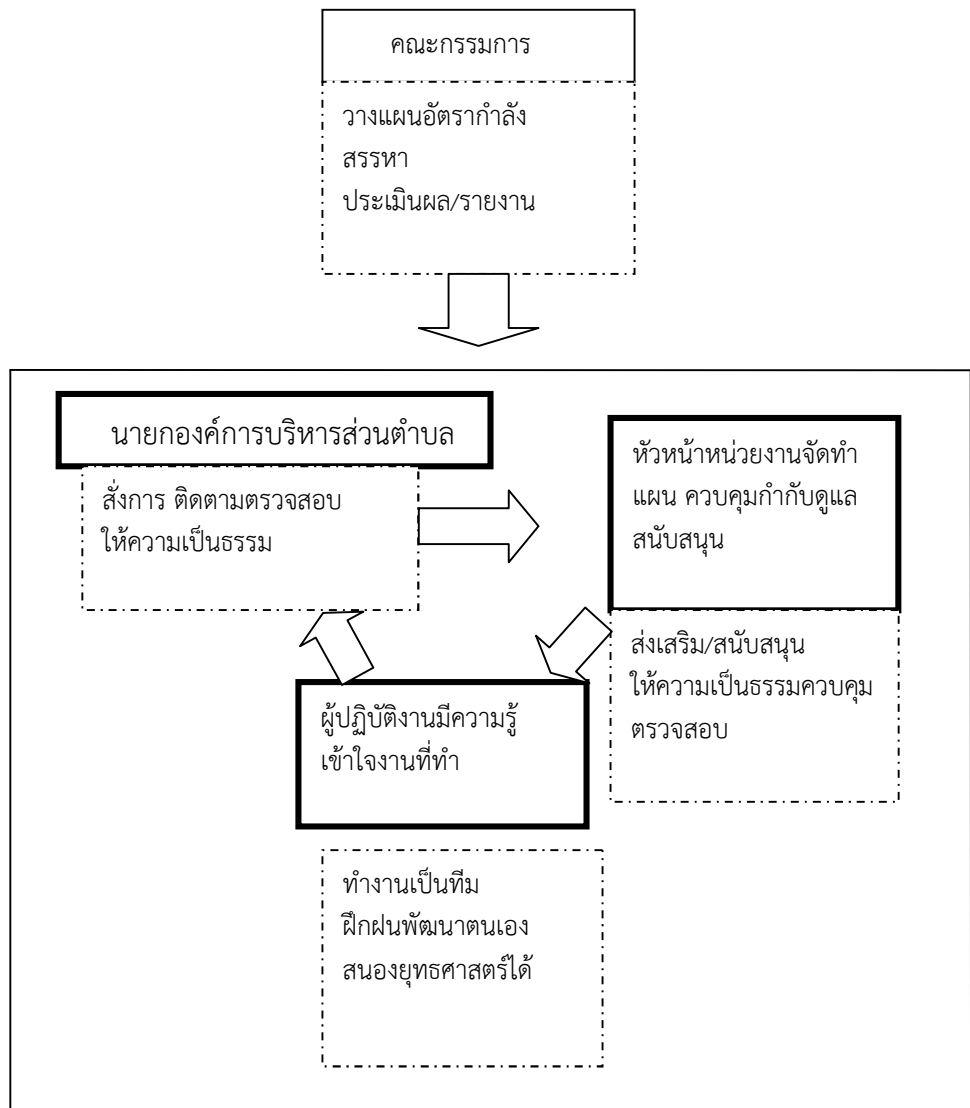 คณะกรรมการ
วางแผนอัตรากำลัง
สรรหา
ประเมินผล/รายงาน
นายกองค์การบริหารส่วนตำบล
สั่งการ ติดตามตรวจสอบ
ให้ความเป็นธรรม
หัวหน้าหน่วยงานจัดทำ
แผน ควบคุมกำกับดูแล
สนับสนุน
ส่งเสริม/สนับสนุน
ให้ความเป็นธรรมควบคุม
ตรวจสอบ
ผู้ปฏิบัติงานมีความรู้
เข้าใจงานที่ทำ
ทำงานเป็นทีม
ฝึกฝนพัฒนาตนเอง
สนองยุทธศาสตร์ได้